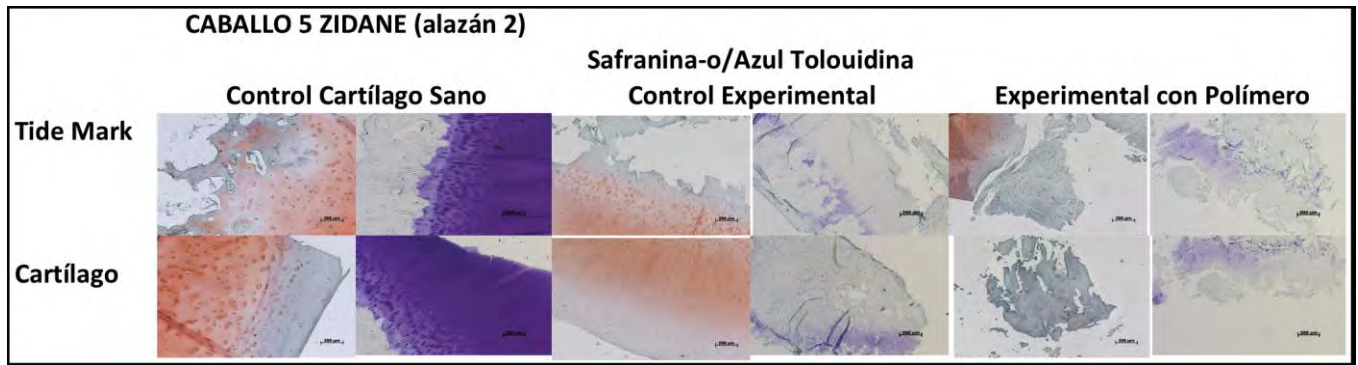 CABALLO 5 ZIDANE (alazán 2)
Safranina-o/Azul Tolouidina
Control Cartílago Sano Control Experimental Experimental con Polímero
Tide Mark
Cartílago